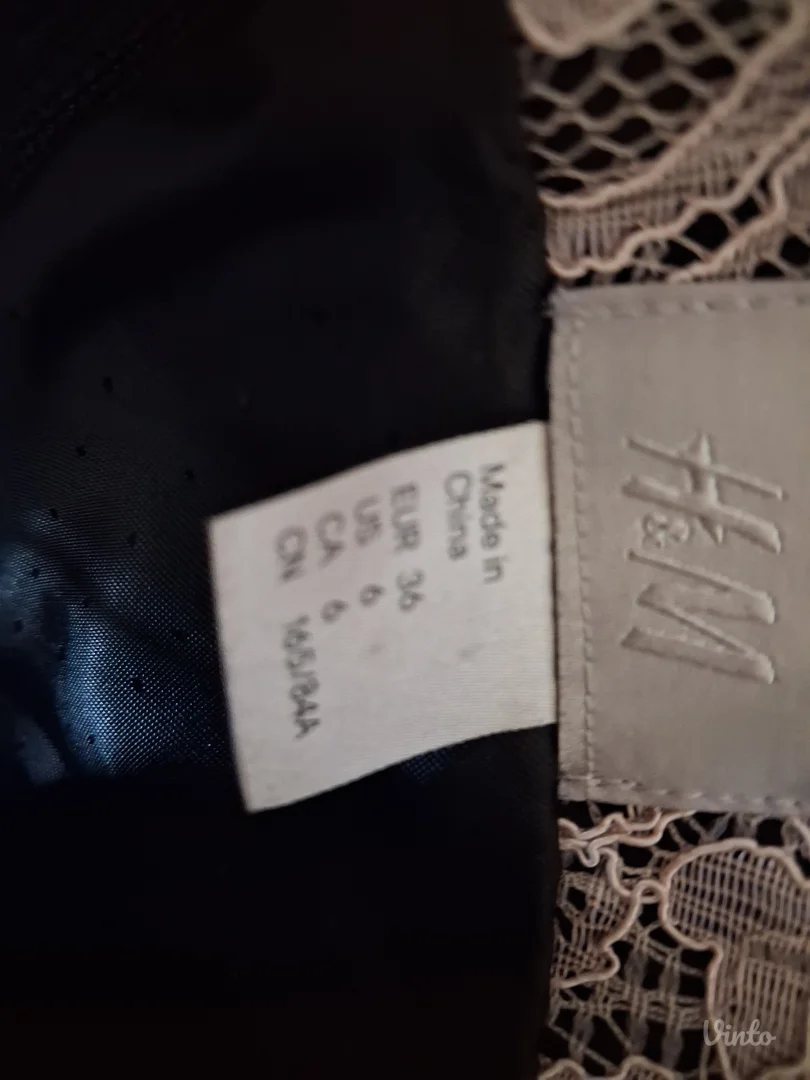 H&M
Made in
China
EUR 36
US 6
CA 6
CN 165/84A
Vinto